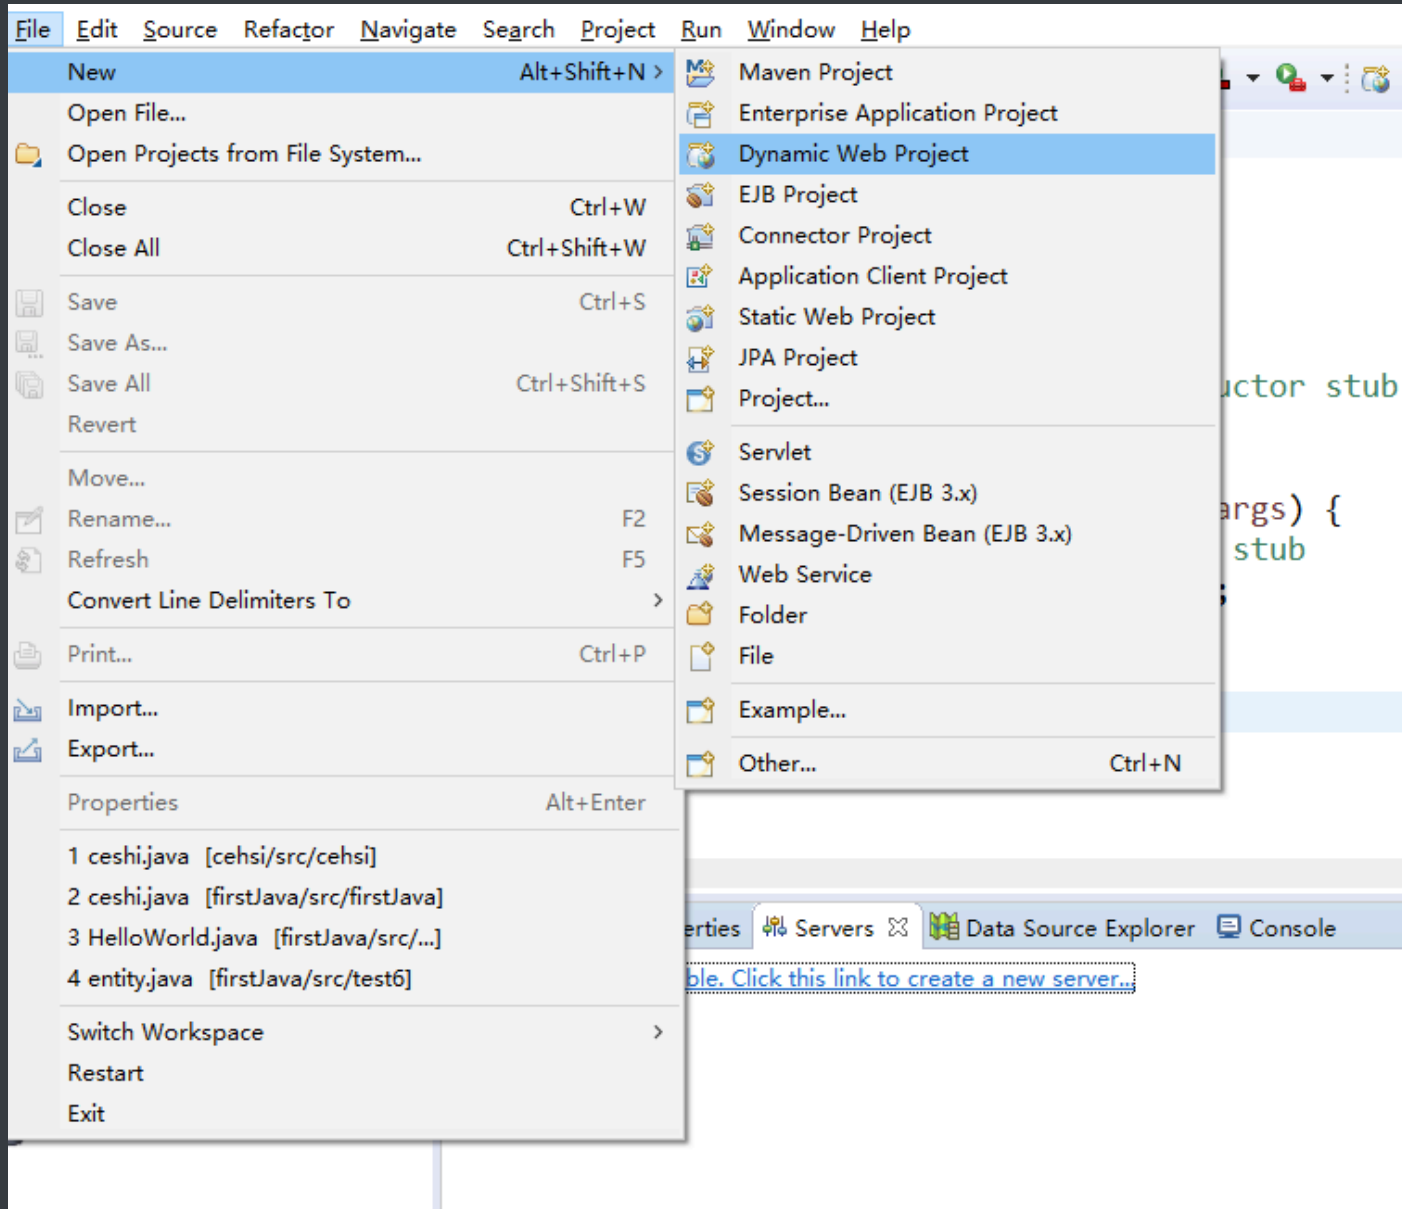 File Edit Source Refactor Navigate Search Project Run Window Help
New Alt+Shift+N
Open File...
Open Projects from File System...
Close Ctrl+W
Close All Ctrl+Shift+W
Save Ctrl+S
Save As...
Save All Ctrl+Shift+S
Revert
Move...
Rename... F2
Refresh F5
Convert Line Delimiters To
Print... Ctrl+P
Import...
Export...
Properties Alt+Enter
1 ceshi.java [cehsi/src/cehsi]
2 ceshi.java [firstJava/src/firstJava]
3 HelloWorld.java [firstJava/src/...]
4 entity.java [firstJava/src/test6]
Switch Workspace
Restart
Exit
Maven Project
Enterprise Application Project
Dynamic Web Project
EJB Project
Connector Project
Application Client Project
Static Web Project
JPA Project
Project...
Servlet
Session Bean (EJB 3.x)
Message-Driven Bean (EJB 3.x)
Web Service
Folder
File
Example...
Other... Ctrl+N
uctor stub
args) {
stub
;
erties Servers Data Source Explorer Console
ble. Click this link to create a new server...